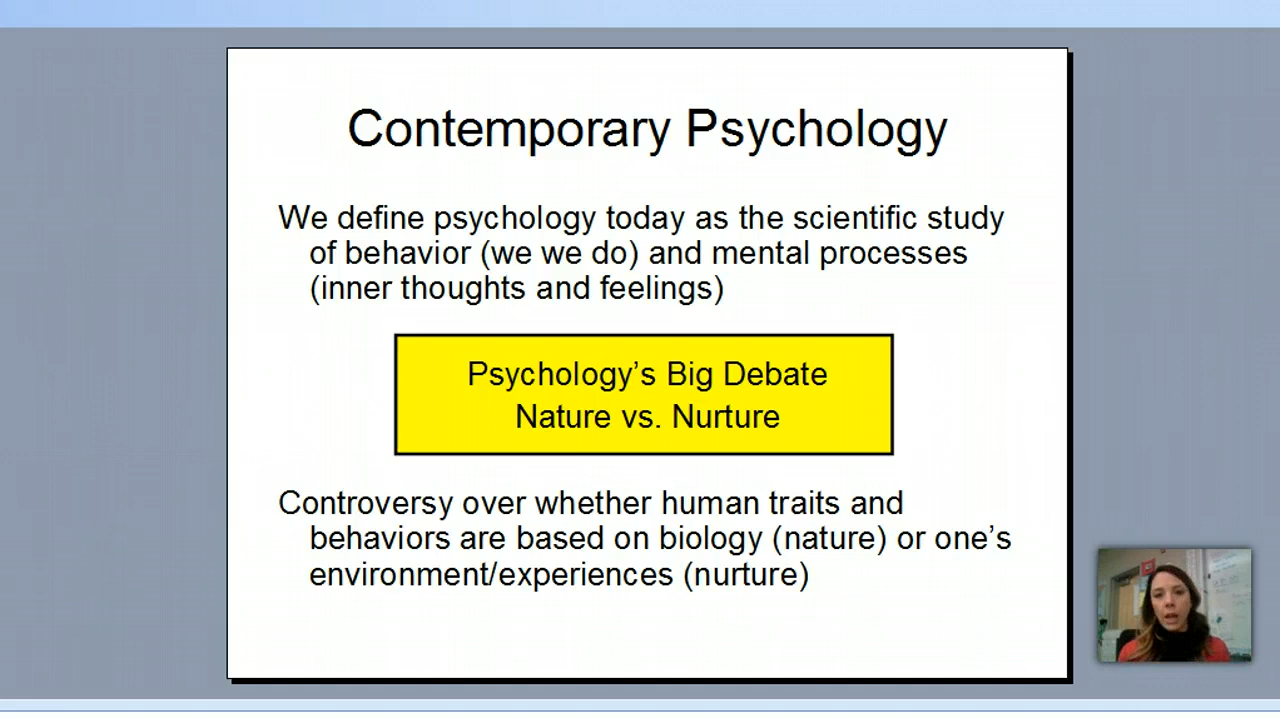 Contemporary Psychology
We define psychology today as the scientific study
of behavior (we we do) and mental processes
(inner thoughts and feelings)
Psychology’s Big Debate
Nature vs. Nurture
Controversy over whether human traits and
behaviors are based on biology (nature) or one’s
environment/experiences (nurture)